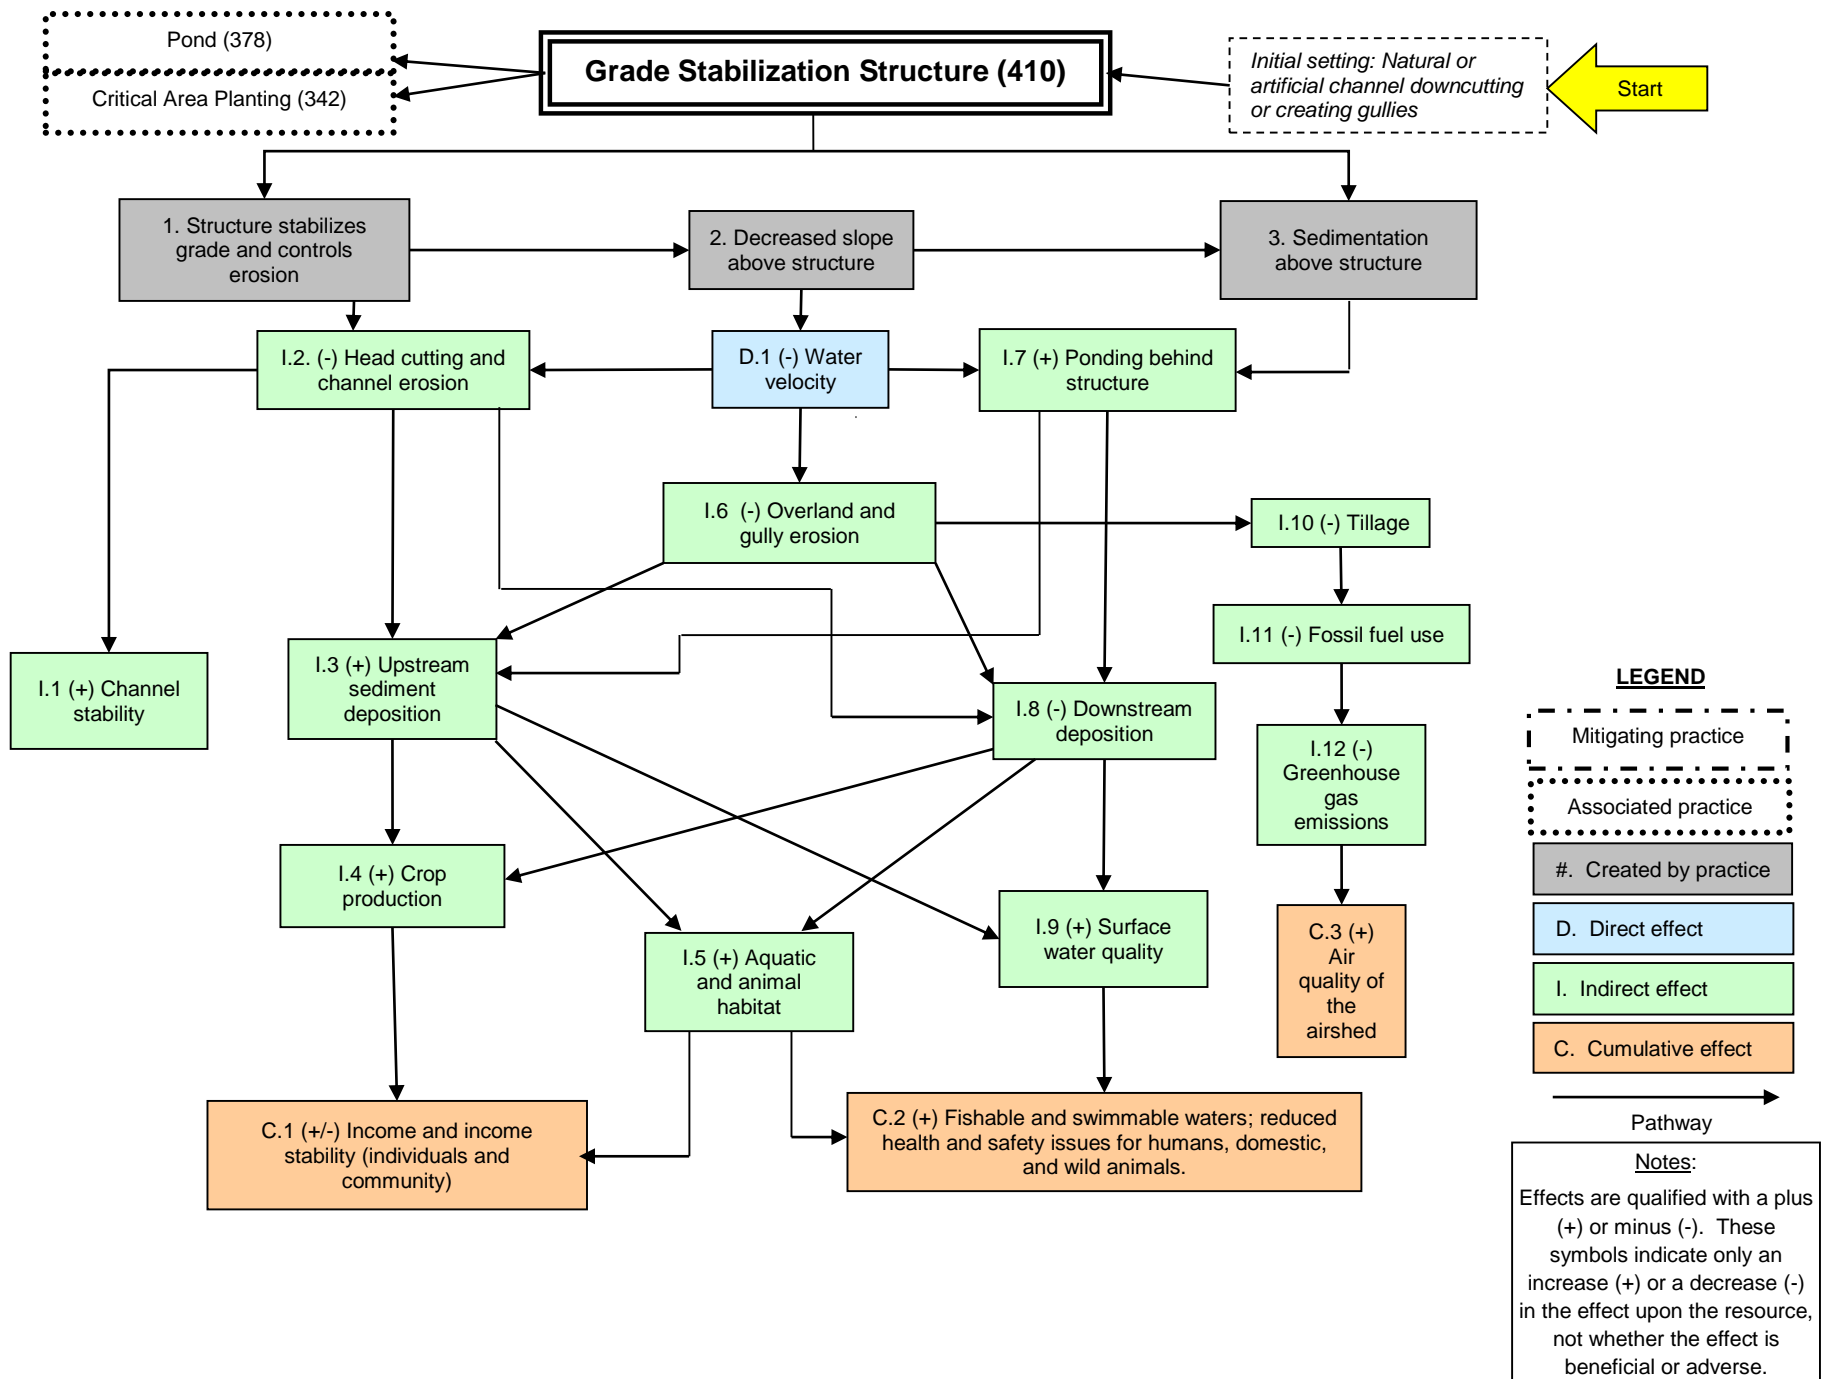 Pond (378)
Critical Area Planting (342)
Grade Stabilization Structure (410)
Initial setting: Natural or
artificial channel downcutting
or creating gullies
Start
1. Structure stabilizes
grade and controls
erosion
2. Decreased slope
above structure
3. Sedimentation
above structure
I.2. (-) Head cutting and
channel erosion
D.1 (-) Water
velocity
I.7 (+) Ponding behind
structure
I.6 (-) Overland and
gully erosion
I.10 (-) Tillage
I.11 (-) Fossil fuel use
I.1 (+) Channel
stability
I.3 (+) Upstream
sediment
deposition
I.8 (-) Downstream
deposition
I.12 (-)
Greenhouse
gas
emissions
I.4 (+) Crop
production
I.5 (+) Aquatic
and animal
habitat
I.9 (+) Surface
water quality
C.3 (+)
Air
quality of
the
airshed
C.1 (+/-) Income and income
stability (individuals and
community)
C.2 (+) Fishable and swimmable waters; reduced
health and safety issues for humans, domestic,
and wild animals.
LEGEND
Mitigating practice
Associated practice
#. Created by practice
D. Direct effect
I. Indirect effect
C. Cumulative effect
Pathway
Notes:
Effects are qualified with a plus
(+) or minus (-). These
symbols indicate only an
increase (+) or a decrease (-)
in the effect upon the resource,
not whether the effect is
beneficial or adverse.